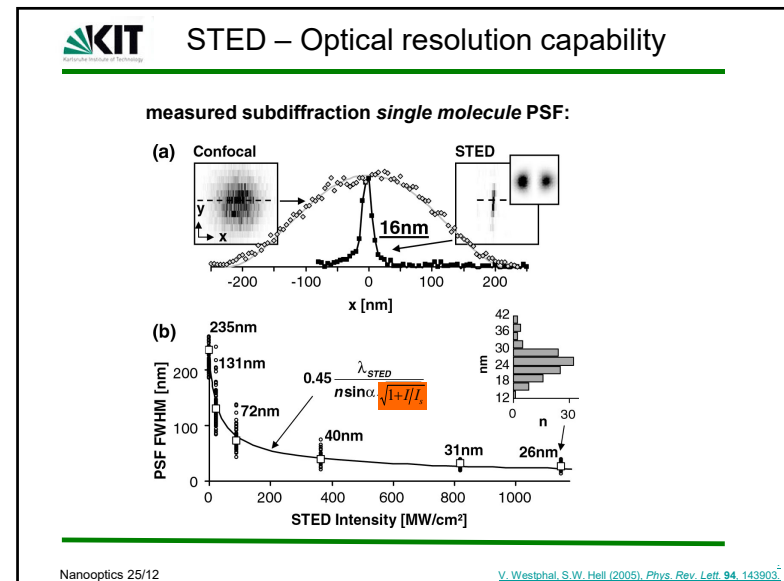 KIT
Karlsruhe Institute of Technology
STED – Optical resolution capability
measured subdiffraction single molecule PSF:
(a) Confocal
STED
y
x
16nm
-200 -100 0 100 200
x [nm]
(b)
235nm
131nm
72nm
40nm
31nm
26nm
0.45 λSTED / n sinα √1+I/Is
PSF FWHM [nm]
200
100
0
0 200 400 600 800 1000
STED Intensity [MW/cm²]
nm
42
36
30
24
18
12
0 30
n
Nanooptics 25/12
V. Westphal, S.W. Hell (2005), Phys. Rev. Lett. 94, 143903.